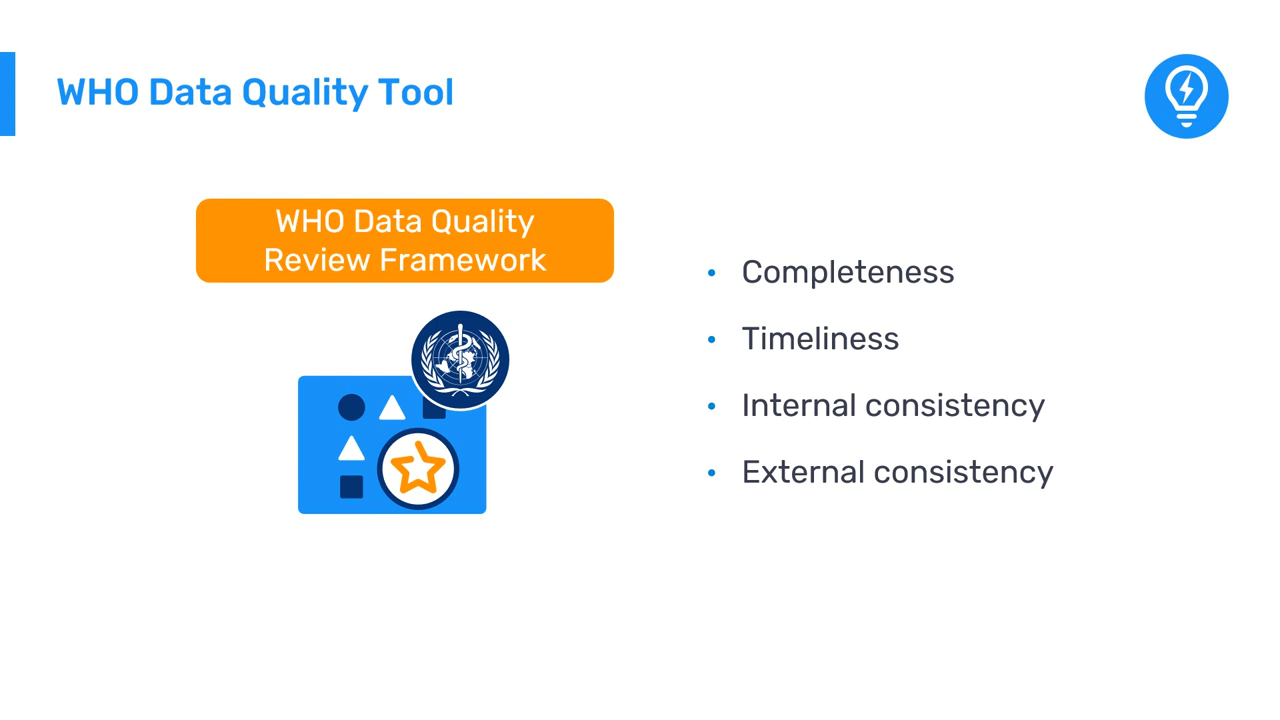 WHO Data Quality Tool
WHO Data Quality
Review Framework
Completeness
Timeliness
Internal consistency
External consistency